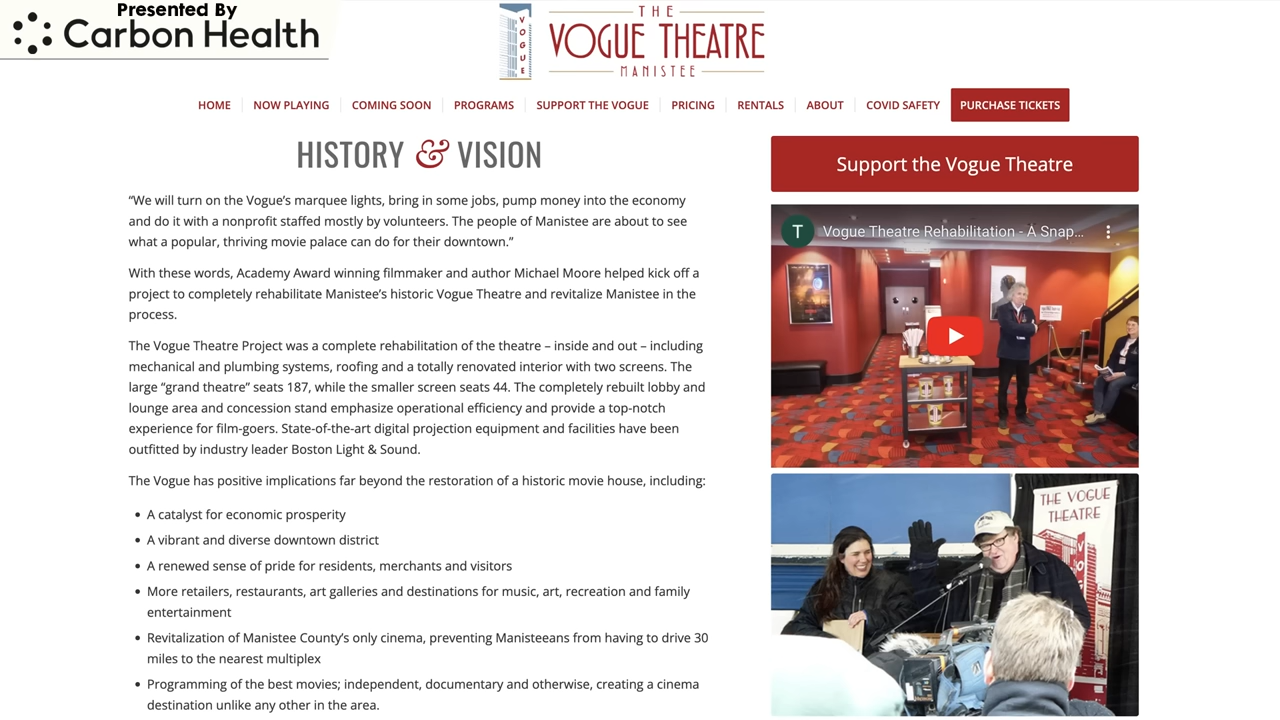 Presented By
Carbon Health
VOGUE
THE
VOGUE THEATRE
MANISTEE
HOME
NOW PLAYING
COMING SOON
PROGRAMS
SUPPORT THE VOGUE
PRICING
RENTALS
ABOUT
COVID SAFETY
PURCHASE TICKETS
HISTORY & VISION
“We will turn on the Vogue’s marquee lights, bring in some jobs, pump money into the economy
and do it with a nonprofit staffed mostly by volunteers. The people of Manistee are about to see
what a popular, thriving movie palace can do for their downtown.”
With these words, Academy Award winning filmmaker and author Michael Moore helped kick off a
project to completely rehabilitate Manistee’s historic Vogue Theatre and revitalize Manistee in the
process.
The Vogue Theatre Project was a complete rehabilitation of the theatre – inside and out – including
mechanical and plumbing systems, roofing and a totally renovated interior with two screens. The
large “grand theatre” seats 187, while the smaller screen seats 44. The completely rebuilt lobby and
lounge area and concession stand emphasize operational efficiency and provide a top-notch
experience for film-goers. State-of-the-art digital projection equipment and facilities have been
outfitted by industry leader Boston Light & Sound.
The Vogue has positive implications far beyond the restoration of a historic movie house, including:
• A catalyst for economic prosperity
• A vibrant and diverse downtown district
• A renewed sense of pride for residents, merchants and visitors
• More retailers, restaurants, art galleries and destinations for music, art, recreation and family
entertainment
• Revitalization of Manistee County’s only cinema, preventing Manisteeans from having to drive 30
miles to the nearest multiplex
• Programming of the best movies; independent, documentary and otherwise, creating a cinema
destination unlike any other in the area.
Support the Vogue Theatre
T
Vogue Theatre Rehabilitation - A Snap...
THE VOGUE
THEATRE